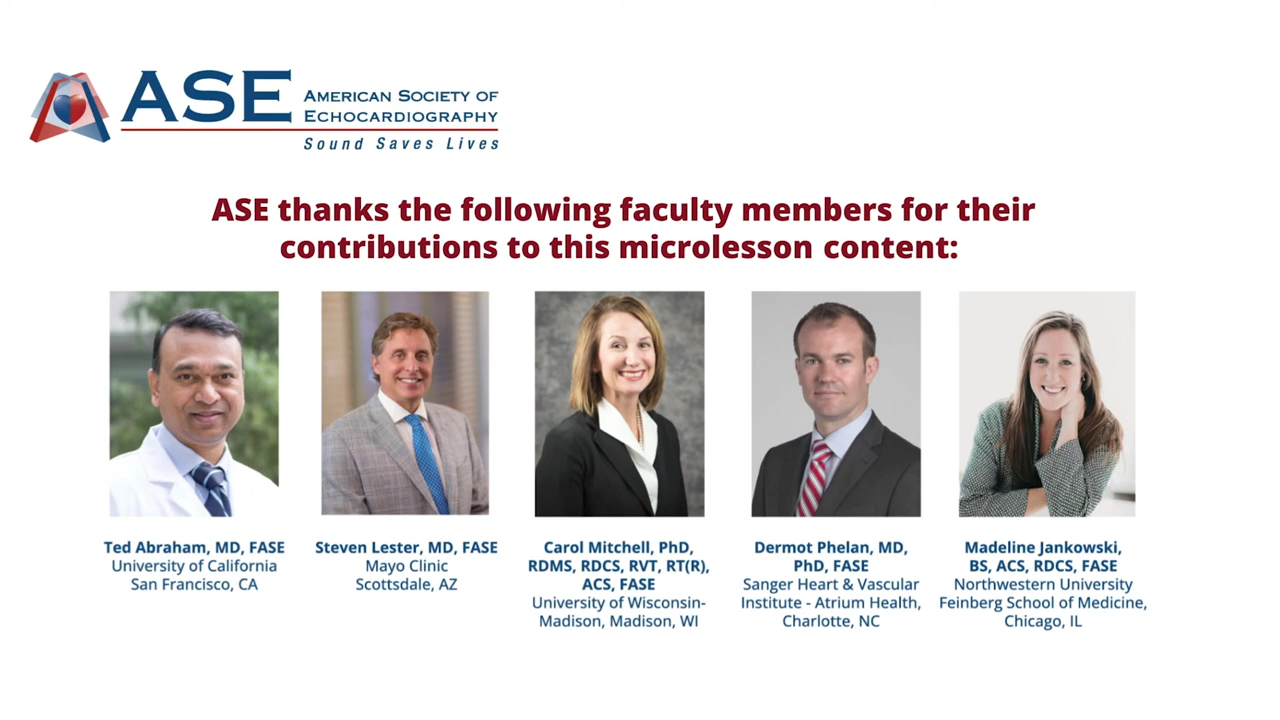 ASE
AMERICAN SOCIETY OF
ECHOCARDIOGRAPHY
Sound Saves Lives
ASE thanks the following faculty members for their
contributions to this microlesson content:
Ted Abraham, MD, FASE
University of California
San Francisco, CA
Steven Lester, MD, FASE
Mayo Clinic
Scottsdale, AZ
Carol Mitchell, PhD,
RDMS, RDCS, RVT, RT(R),
ACS, FASE
University of Wisconsin-
Madison, Madison, WI
Dermot Phelan, MD,
PhD, FASE
Sanger Heart & Vascular
Institute - Atrium Health,
Charlotte, NC
Madeline Jankowski,
BS, ACS, RDCS, FASE
Northwestern University
Feinberg School of Medicine,
Chicago, IL